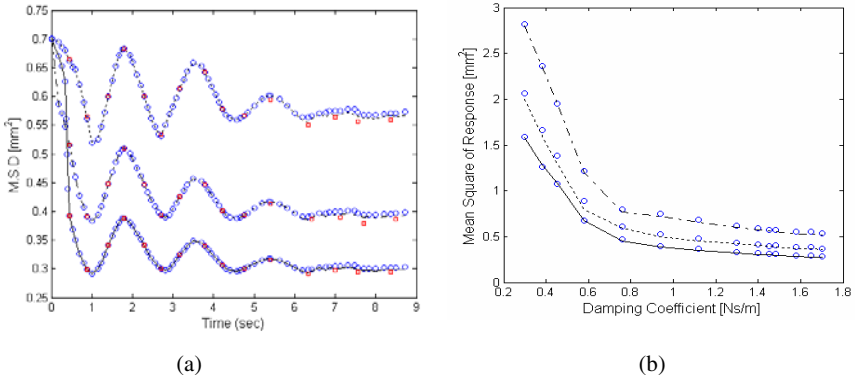 0.75
0.7
0.65
0.6
0.55
0.5
0.45
0.4
0.35
0.3
0.25
M.S D [mm²]
0 1 2 3 4 5 6 7 8 9
Time (sec)
(a)
3
2.5
2
1.5
1
0.5
0
Mean Square of Response [mm²]
0.2 0.4 0.6 0.8 1 1.2 1.4 1.6 1.8
Damping Coefficient [Ns/m]
(b)